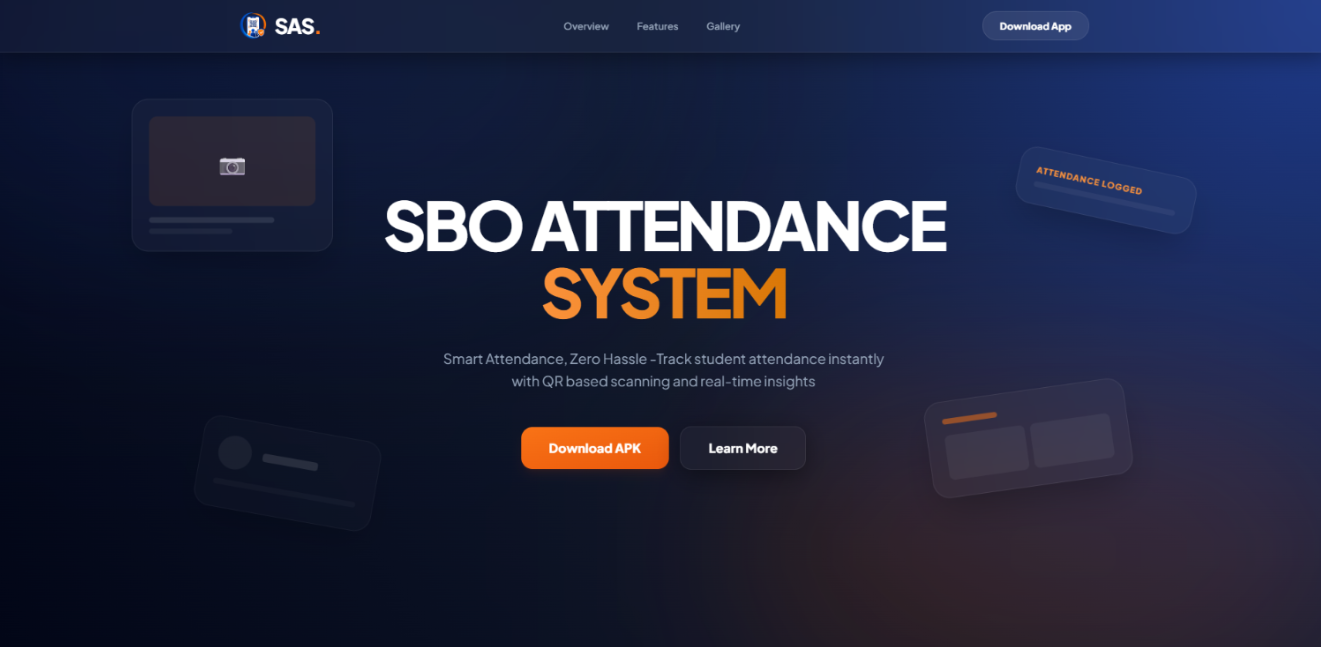 SAS.
Overview
Features
Gallery
Download App
ATTENDANCE LOGGED
SBO ATTENDANCE
SYSTEM
Smart Attendance, Zero Hassle -Track student attendance instantly
with QR based scanning and real-time insights
Download APK
Learn More